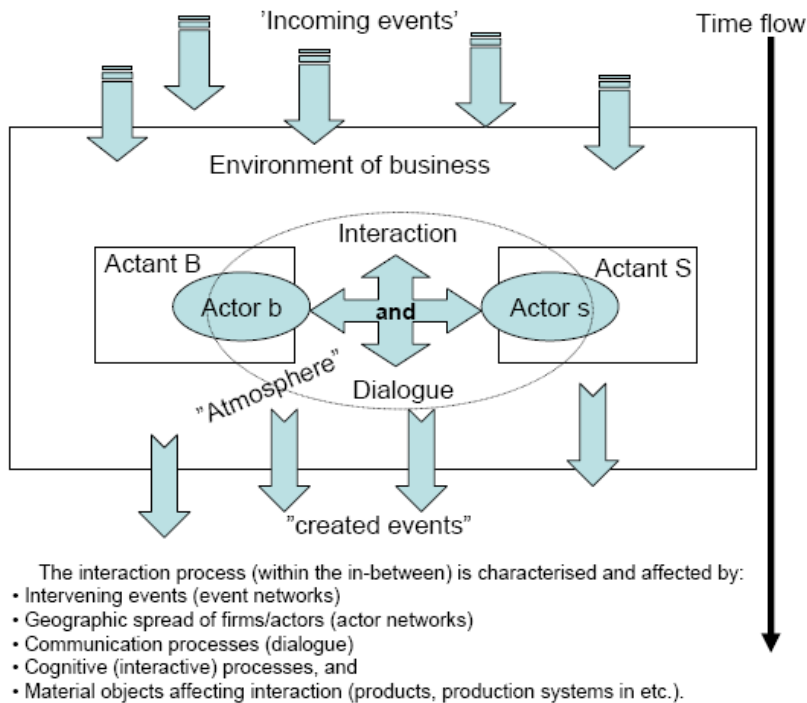 'Incoming events'
Time flow
Environment of business
Interaction
Actant B
Actant S
Actor b
and
Actor s
"Atmosphere"
Dialogue
"created events"
The interaction process (within the in-between) is characterised and affected by:
• Intervening events (event networks)
• Geographic spread of firms/actors (actor networks)
• Communication processes (dialogue)
• Cognitive (interactive) processes, and
• Material objects affecting interaction (products, production systems in etc.).